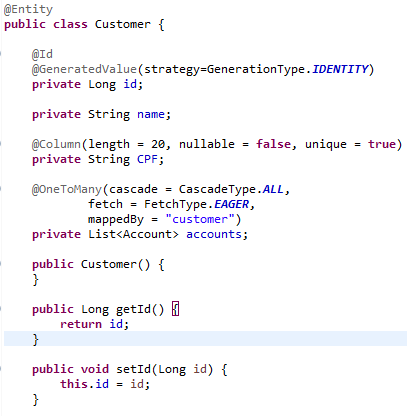 @Entity
public class Customer {
@Id
@GeneratedValue(strategy=GenerationType.IDENTITY)
private Long id;
private String name;
@Column(length = 20, nullable = false, unique = true)
private String CPF;
@OneToMany(cascade = CascadeType.ALL,
fetch = FetchType.EAGER,
mappedBy = "customer")
private List<Account> accounts;
public Customer() {
}
public Long getId() {
return id;
}
public void setId(Long id) {
this.id = id;
}